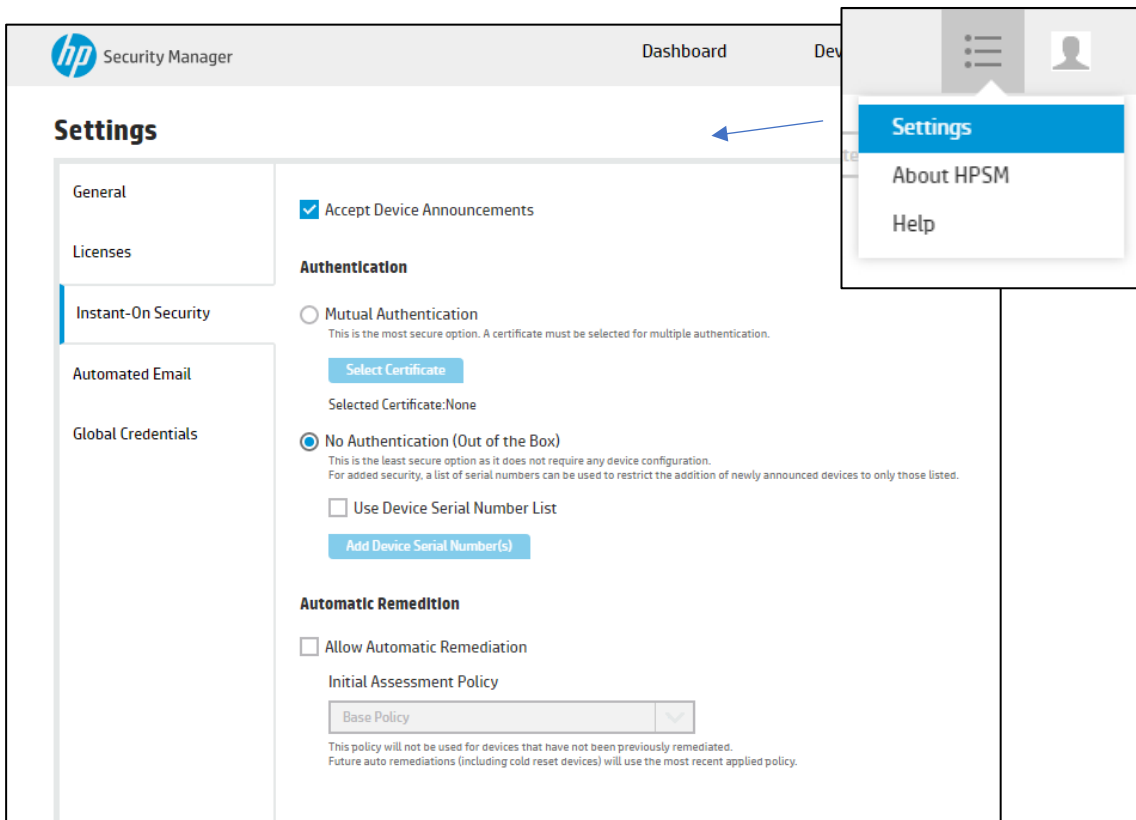 hp Security Manager
Dashboard
Dev
Settings
About HPSM
Help
te
Settings
General
Licenses
Instant-On Security
Automated Email
Global Credentials
Accept Device Announcements
Authentication
Mutual Authentication
This is the most secure option. A certificate must be selected for multiple authentication.
Select Certificate
Selected Certificate:None
No Authentication (Out of the Box)
This is the least secure option as it does not require any device configuration.
For added security, a list of serial numbers can be used to restrict the addition of newly announced devices to only those listed.
Use Device Serial Number List
Add Device Serial Number(s)
Automatic Remedition
Allow Automatic Remediation
Initial Assessment Policy
Base Policy
This policy will not be used for devices that have not been previously remediated.
Future auto remediations (including cold reset devices) will use the most recent applied policy.